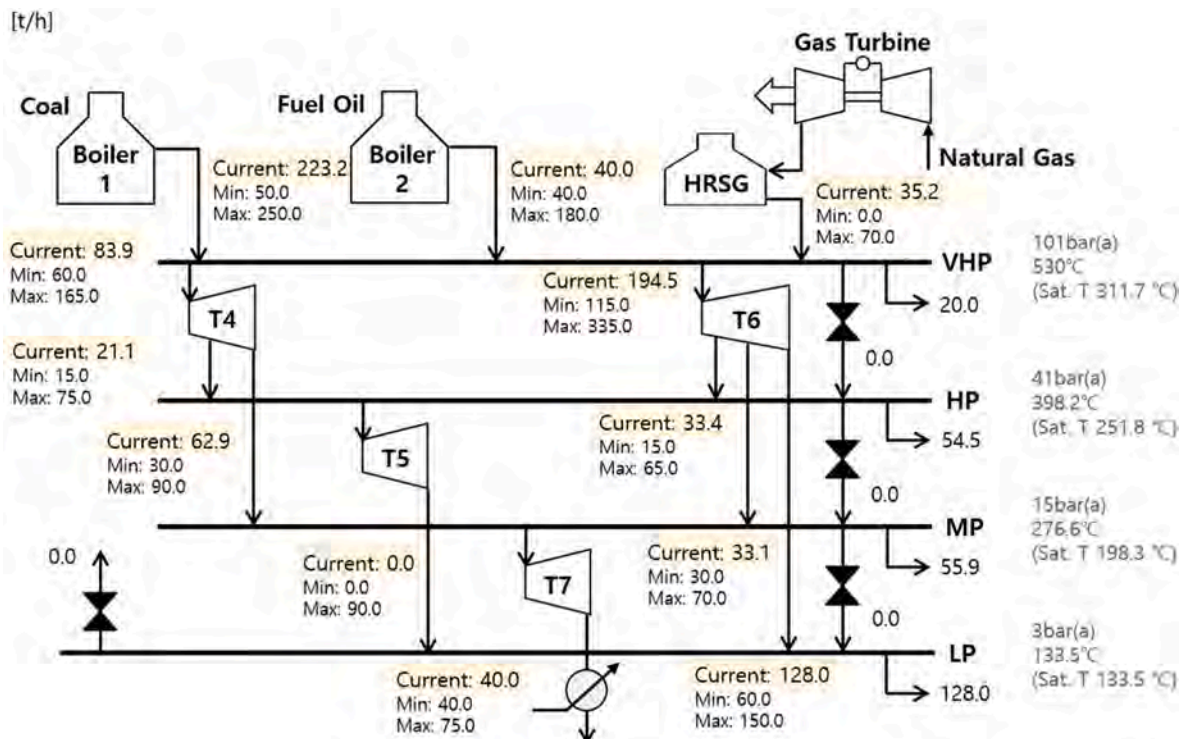 [t/h]
Gas Turbine
Coal
Fuel Oil
Boiler
1
Current: 223.2
Min: 50.0
Max: 250.0
Boiler
2
Current: 40.0
Min: 40.0
Max: 180.0
HRSG
Natural Gas
Current: 35.2
Min: 0.0
Max: 70.0
Current: 83.9
Min: 60.0
Max: 165.0
VHP
101bar(a)
530℃
(Sat. T 311.7 ℃)
Current: 194.5
Min: 115.0
Max: 335.0
T4
T6
20.0
0.0
Current: 21.1
Min: 15.0
Max: 75.0
HP
41bar(a)
398.2℃
(Sat. T 251.8 ℃)
Current: 62.9
Min: 30.0
Max: 90.0
T5
Current: 33.4
Min: 15.0
Max: 65.0
54.5
0.0
MP
15bar(a)
276.6℃
(Sat. T 198.3 ℃)
0.0
Current: 0.0
Min: 0.0
Max: 90.0
T7
Current: 33.1
Min: 30.0
Max: 70.0
55.9
0.0
LP
3bar(a)
133.5℃
(Sat. T 133.5 ℃)
Current: 40.0
Min: 40.0
Max: 75.0
Current: 128.0
Min: 60.0
Max: 150.0
128.0